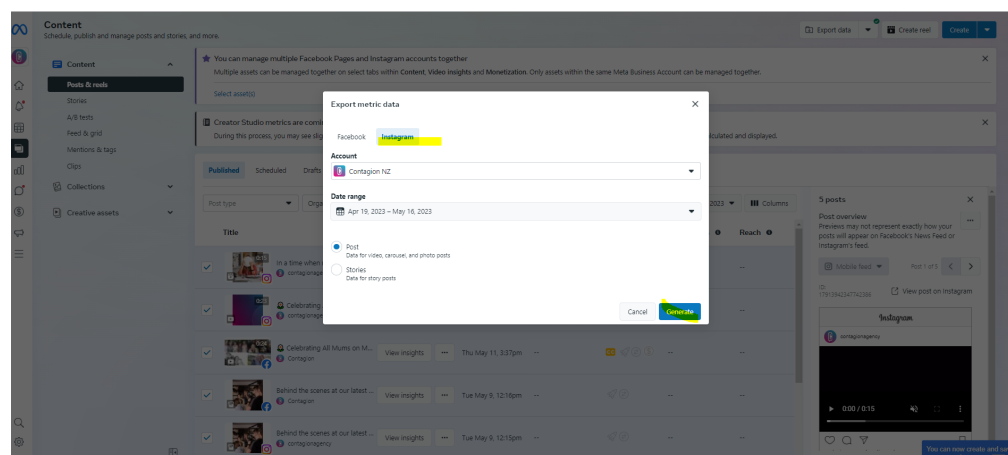 Content
Schedule, publish and manage posts and stories, and more.
Export data
Create reel
Create
Content
Posts & reels
Stories
A/B tests
Feed & grid
Mentions & tags
Clips
Collections
Creative assets
You can manage multiple Facebook Pages and Instagram accounts together
Multiple assets can be managed together on select tabs within Content, Video insights and Monetization. Only assets within the same Meta Business Account can be managed together.
Select asset(s)
Creator Studio metrics are comin
During this process, you may see slig
lculated and displayed.
Export metric data
Facebook
Instagram
Account
Contagion NZ
Date range
Apr 19, 2023 – May 16, 2023
Post
Data for video, carousel, and photo posts
Stories
Data for story posts
Cancel
Generate
Published
Scheduled
Drafts
Post type
Orga
2023
Columns
Title
Reach
In a time when
contagionage
Celebrating
contagionage
Celebrating All Mums on M...
Contagion
View insights
Thu May 11, 3:37pm
--
--
--
Behind the scenes at our latest ...
Contagion
View insights
Tue May 9, 12:16pm
--
--
--
Behind the scenes at our latest ...
contagionagency
View insights
Tue May 9, 12:15pm
--
--
--
5 posts
Post overview
Previews may not represent exactly how your
posts will appear on Facebook's News Feed or
Instagram's feed.
Mobile feed
Post 1 of 5
ID:
View post on Instagram
Instagram
contagionagency
0:00 / 0:15
You can now create and sa